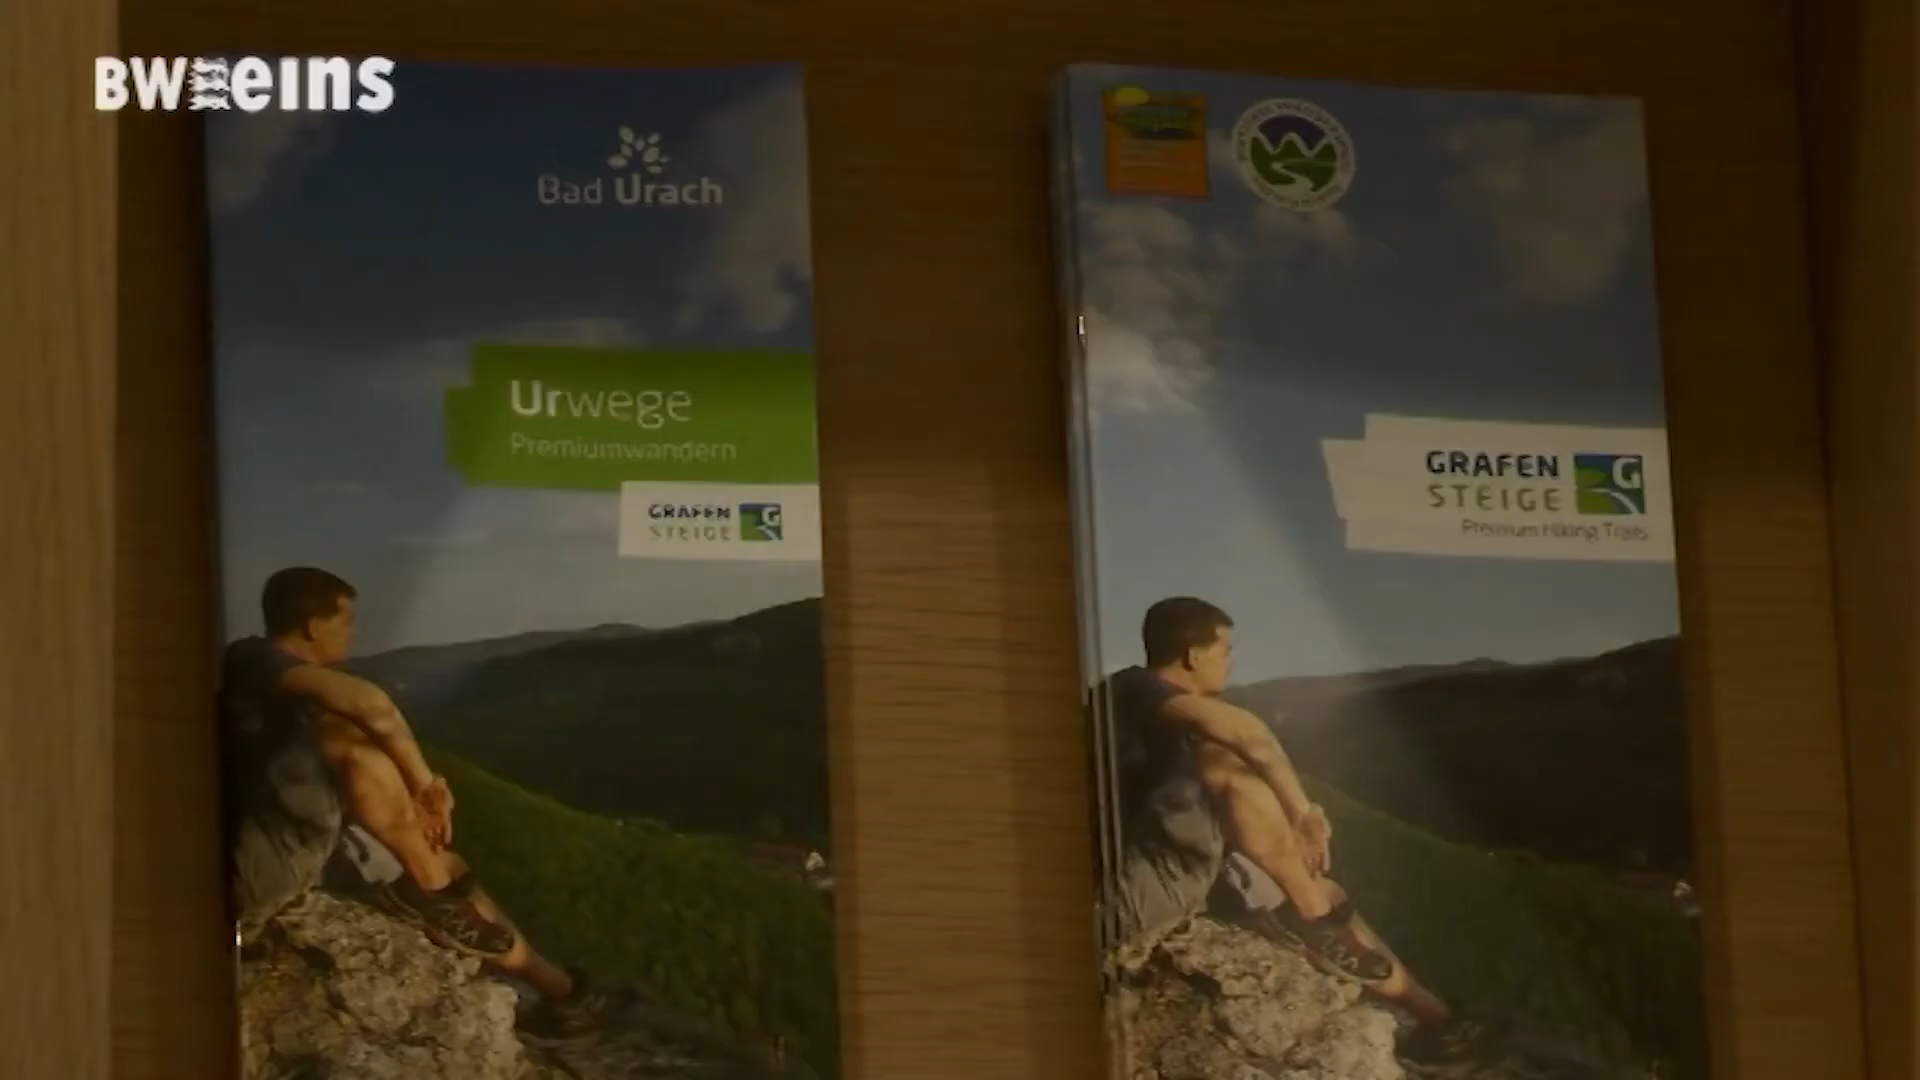 BW eins
Bad Urach
Urwege
Premiumwandern
GRAFEN
STEIGE
GRAFEN
STEIGE
Premium Hiking Trails